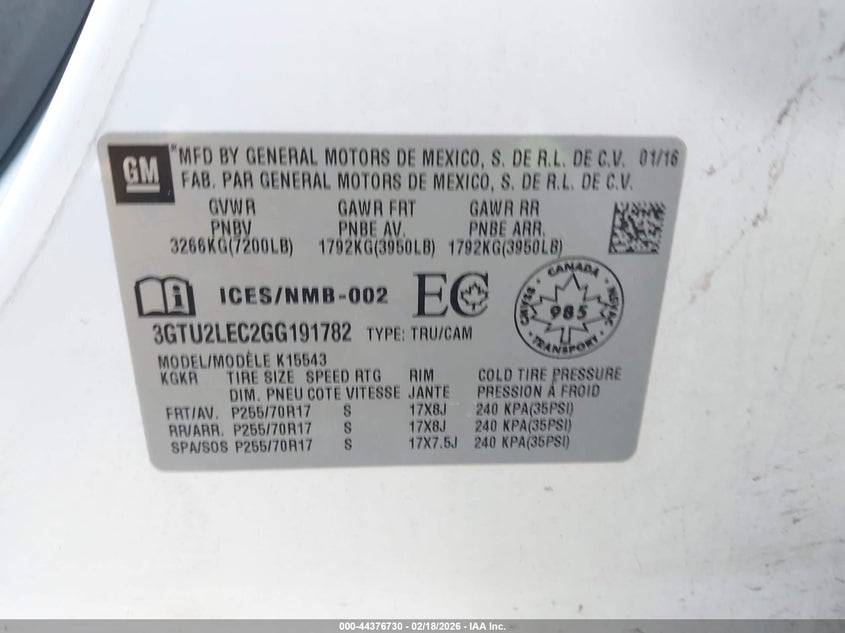 GM
® MFD BY GENERAL MOTORS DE MEXICO, S. DE R.L. DE C.V. 01/16
FAB. PAR GENERAL MOTORS DE MEXICO, S. DE R.L. DE C.V.
GVWR GAWR FRT GAWR RR
PNBV PNBE AV. PNBE ARR.
3266KG(7200LB) 1792KG(3950LB) 1792KG(3950LB)
ICES/NMB-002 EC
CANADA
CMVSS 985 NSVAC
TRANSPORT
3GTU2LEC2GG191782 TYPE: TRU/CAM
MODEL/MODÈLE K15543
KGKR TIRE SIZE SPEED RTG RIM COLD TIRE PRESSURE
DIM. PNEU COTE VITESSE JANTE PRESSION À FROID
FRT/AV. P255/70R17 S 17X8J 240 KPA(35PSI)
RR/ARR. P255/70R17 S 17X8J 240 KPA(35PSI)
SPA/SOS P255/70R17 S 17X7.5J 240 KPA(35PSI)
000-44376730 - 02/18/2026 - IAA Inc.